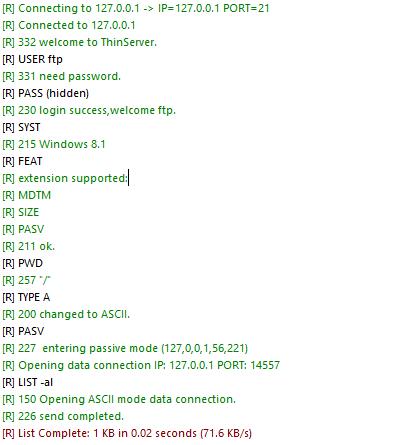 [R] Connecting to 127.0.0.1 -> IP=127.0.0.1 PORT=21
[R] Connected to 127.0.0.1
[R] 332 welcome to ThinServer.
[R] USER ftp
[R] 331 need password.
[R] PASS (hidden)
[R] 230 login success,welcome ftp.
[R] SYST
[R] 215 Windows 8.1
[R] FEAT
[R] extension supported:
[R] MDTM
[R] SIZE
[R] PASV
[R] 211 ok.
[R] PWD
[R] 257 "/"
[R] TYPE A
[R] 200 changed to ASCII.
[R] PASV
[R] 227  entering passive mode (127,0,0,1,56,221)
[R] Opening data connection IP: 127.0.0.1 PORT: 14557
[R] LIST -al
[R] 150 Opening ASCII mode data connection.
[R] 226 send completed.
[R] List Complete: 1 KB in 0.02 seconds (71.6 KB/s)